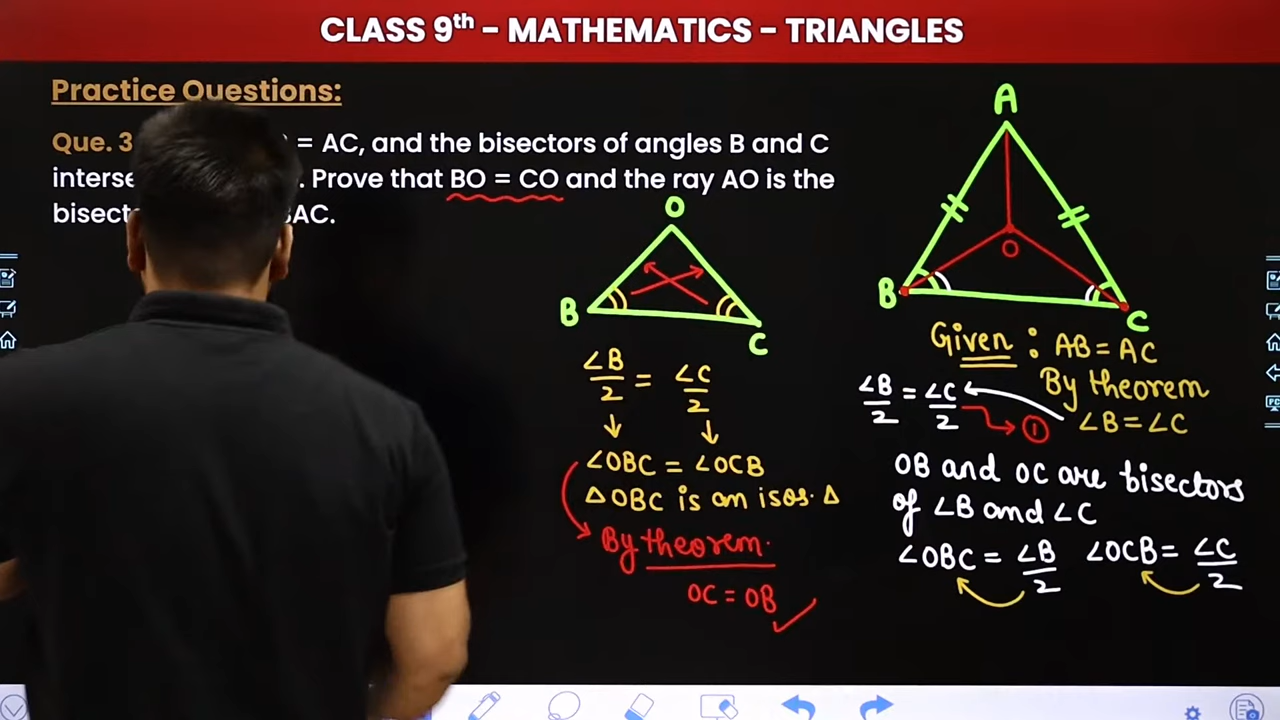 CLASS 9th - MATHEMATICS - TRIANGLES
Practice Questions:
Que. 3 = AC, and the bisectors of angles B and C
. Prove that BO = CO and the ray AO is the
BAC.
O
B
C
∠B/2 = ∠C/2
∠OBC = ∠OCB
Δ OBC is an isos. Δ
By theorem.
OC = OB
A
O
B
C
Given : AB = AC
By theorem
∠B/2 = ∠C/2 ① ∠B = ∠C
OB and OC are bisectors
of ∠B and ∠C
∠OBC = ∠B/2 ∠OCB = ∠C/2